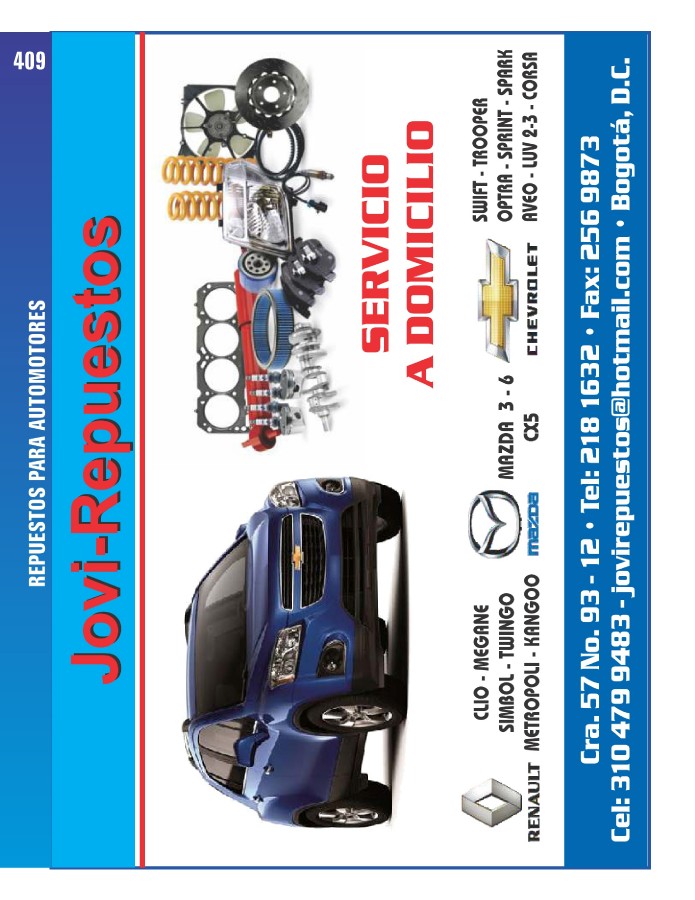 409
REPUESTOS PARA AUTOMOTORES
Jovi-Repuestos
SERVICIO
A DOMICILIO
RENAULT
CLIO - MEGANE
SIMBOL - TWINGO
METROPOLI - KANGOO
mazda
MAZDA 3 - 6
CX5
CHEVROLET
SWIFT - TROOPER
OPTRA - SPRINT - SPARK
AVEO - LUV 2-3 - CORSA
Cra. 57 No. 93 - 12 • Tel: 218 1632 • Fax: 256 9873
Cel: 310 479 9483 - jovirepuestos@hotmail.com • Bogotá, D.C.